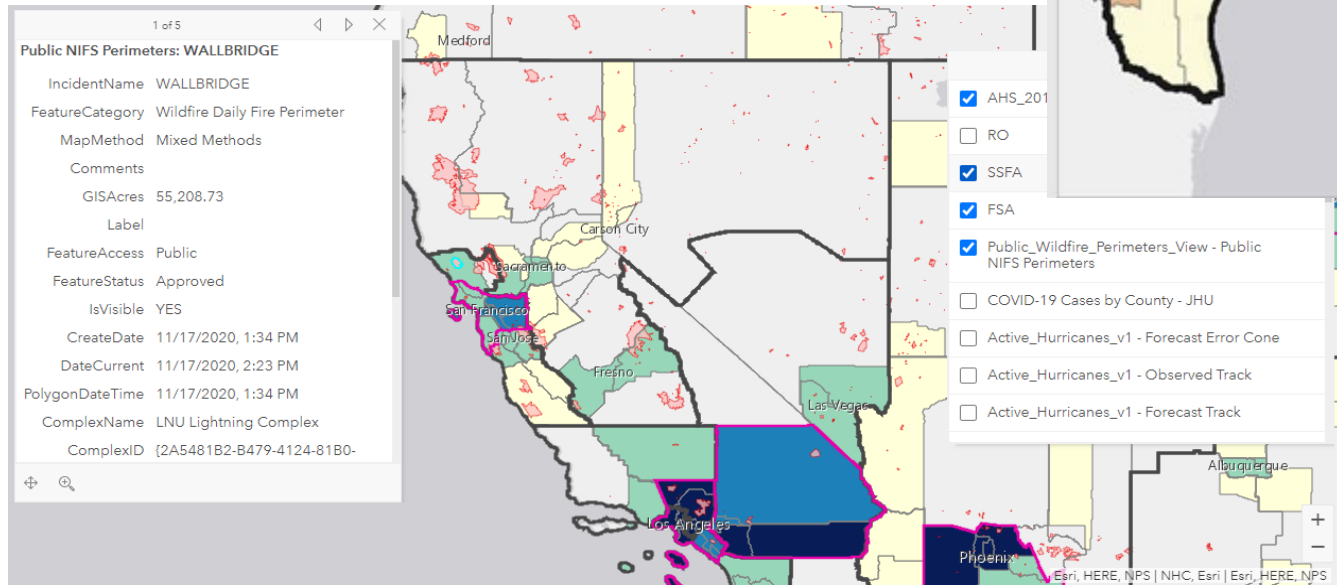 1 of 5
Public NIFS Perimeters: WALLBRIDGE
IncidentName WALLBRIDGE
FeatureCategory Wildfire Daily Fire Perimeter
MapMethod Mixed Methods
Comments
GISAcres 55,208.73
Label
FeatureAccess Public
FeatureStatus Approved
IsVisible YES
CreateDate 11/17/2020, 1:34 PM
DateCurrent 11/17/2020, 2:23 PM
PolygonDateTime 11/17/2020, 1:34 PM
ComplexName LNU Lightning Complex
ComplexID {2A5481B2-B479-4124-81B0-
Medford
Carson City
Sacramento
San Francisco
San Jose
Fresno
Las Vegas
Los Angeles
Phoenix
Albuquerque
AHS_201
RO
SSFA
FSA
Public_Wildfire_Perimeters_View - Public
NIFS Perimeters
COVID-19 Cases by County - JHU
Active_Hurricanes_v1 - Forecast Error Cone
Active_Hurricanes_v1 - Observed Track
Active_Hurricanes_v1 - Forecast Track
+
−
Esri, HERE, NPS | NHC, Esri | Esri, HERE, NPS